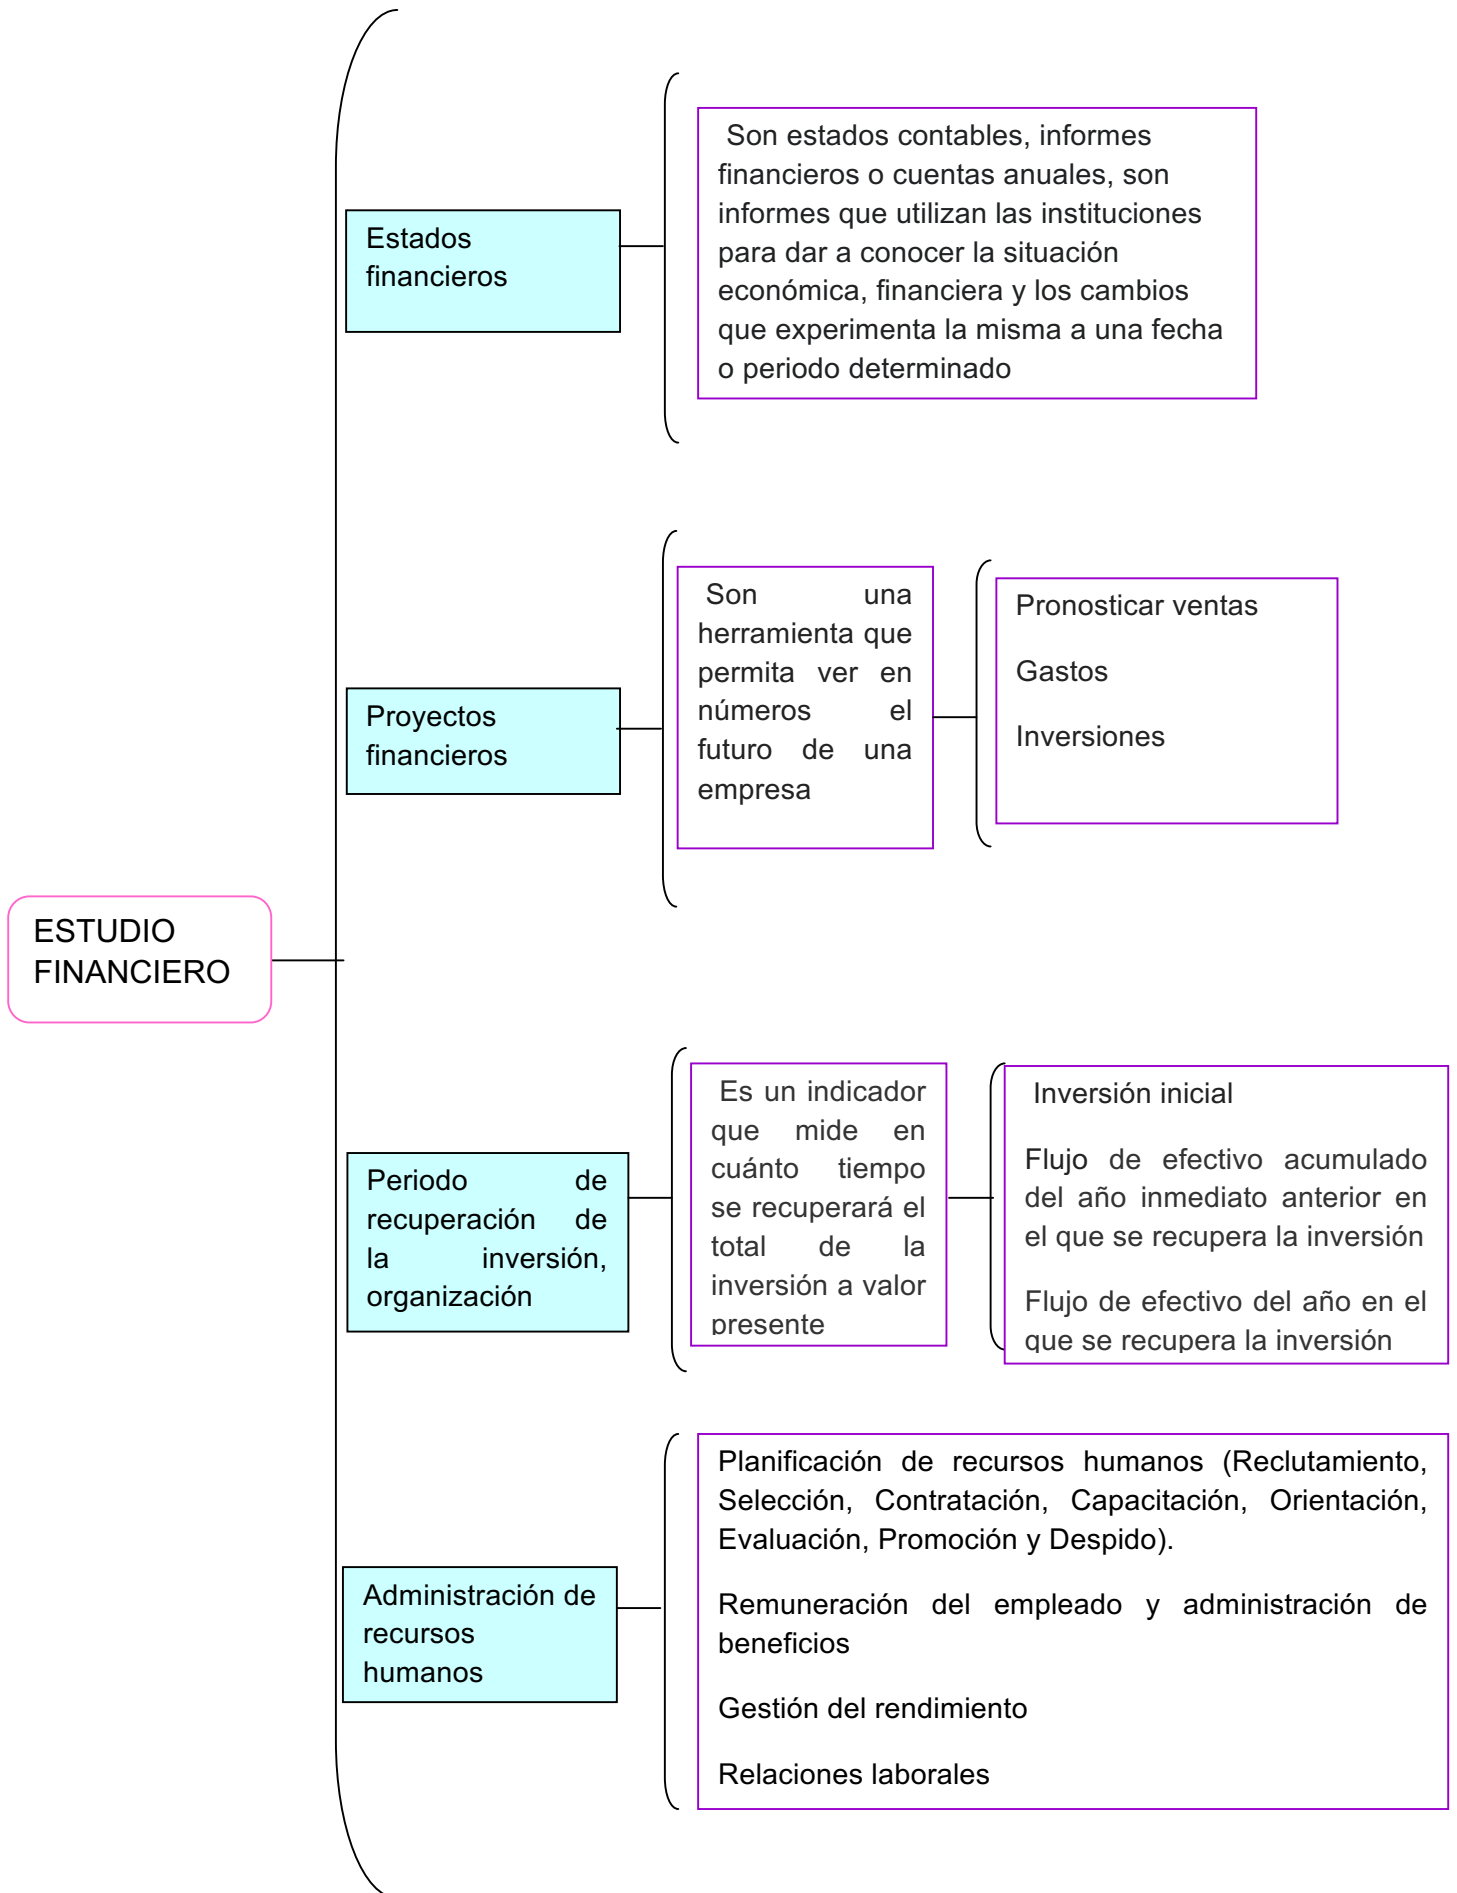 Son estados contables, informes
financieros o cuentas anuales, son
informes que utilizan las instituciones
para dar a conocer la situación
económica, financiera y los cambios
que experimenta la misma a una fecha
o periodo determinado
Estados
financieros
Son una
herramienta que
permita ver en
números el
futuro de una
empresa
Pronosticar ventas
Gastos
Inversiones
Proyectos
financieros
ESTUDIO
FINANCIERO
Es un indicador
que mide en
cuánto tiempo
se recuperará el
total de la
inversión a valor
presente
Inversión inicial
Flujo de efectivo acumulado
del año inmediato anterior en
el que se recupera la inversión
Flujo de efectivo del año en el
que se recupera la inversión
Periodo de
recuperación de
la inversión,
organización
Planificación de recursos humanos (Reclutamiento,
Selección, Contratación, Capacitación, Orientación,
Evaluación, Promoción y Despido).
Remuneración del empleado y administración de
beneficios
Gestión del rendimiento
Relaciones laborales
Administración de
recursos
humanos